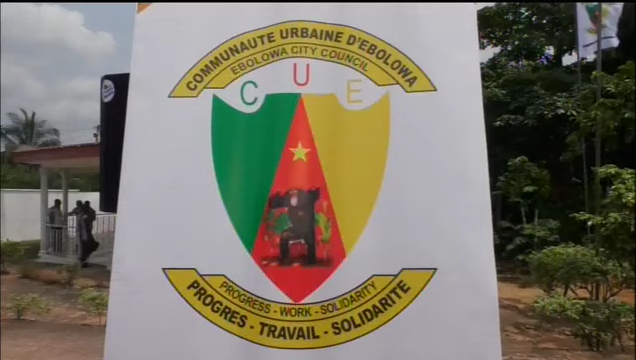 COMMUNAUTE URBAINE D'EBOLOWA
EBOLOWA CITY COUNCIL
C U E
PROGRESS - WORK - SOLIDARITY
PROGRES - TRAVAIL - SOLIDARITE